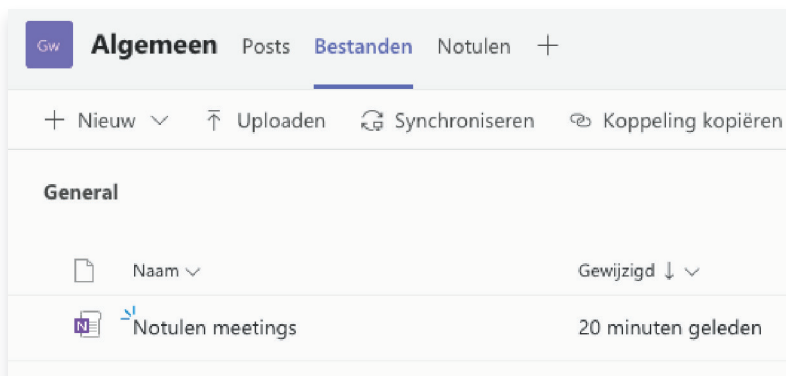 Gw Algemeen Posts Bestanden Notulen
Nieuw Uploaden Synchroniseren Koppeling kopiëren
General
Naam Gewijzigd
Notulen meetings 20 minuten geleden